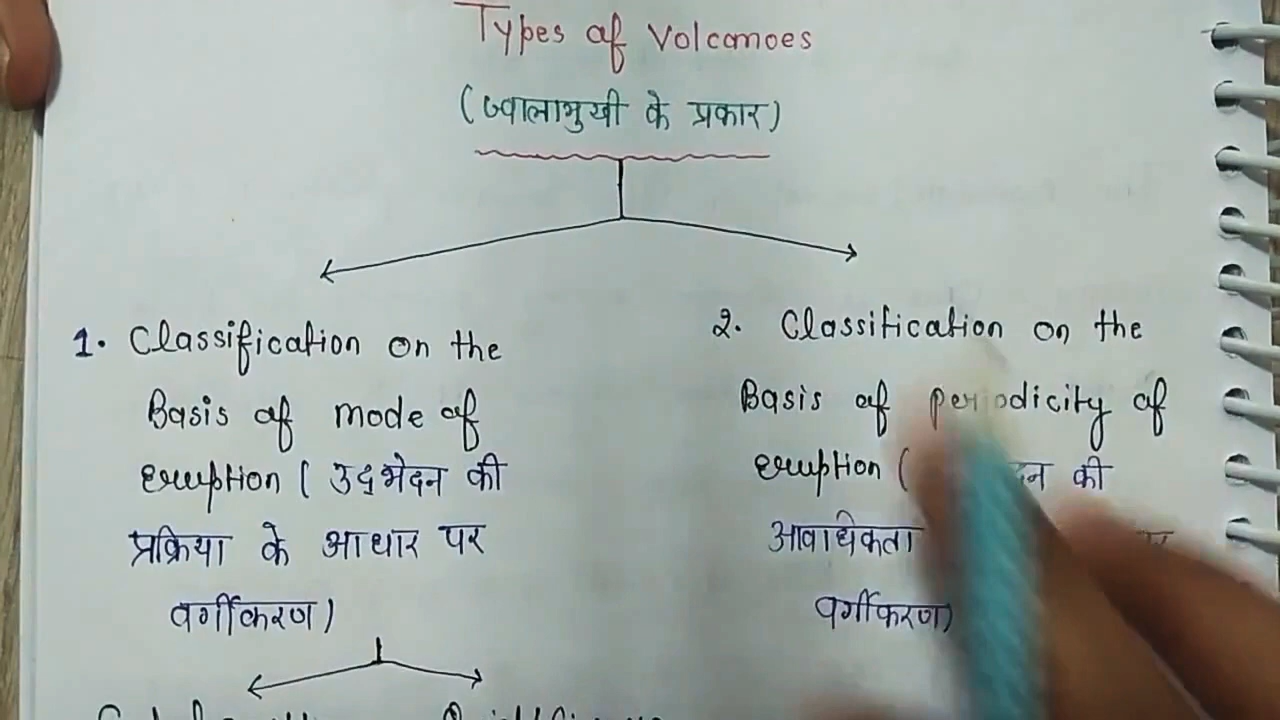 Types of Volcanoes
(ज्वालामुखी के प्रकार)
1. Classification on the
Basis of mode of
eruption ( उद्भेदन की
प्रक्रिया के आधार पर
वर्गीकरण)
2. Classification on the
Basis of periodicity of
eruption ( की
आवाधिकता
वर्गीकरण)